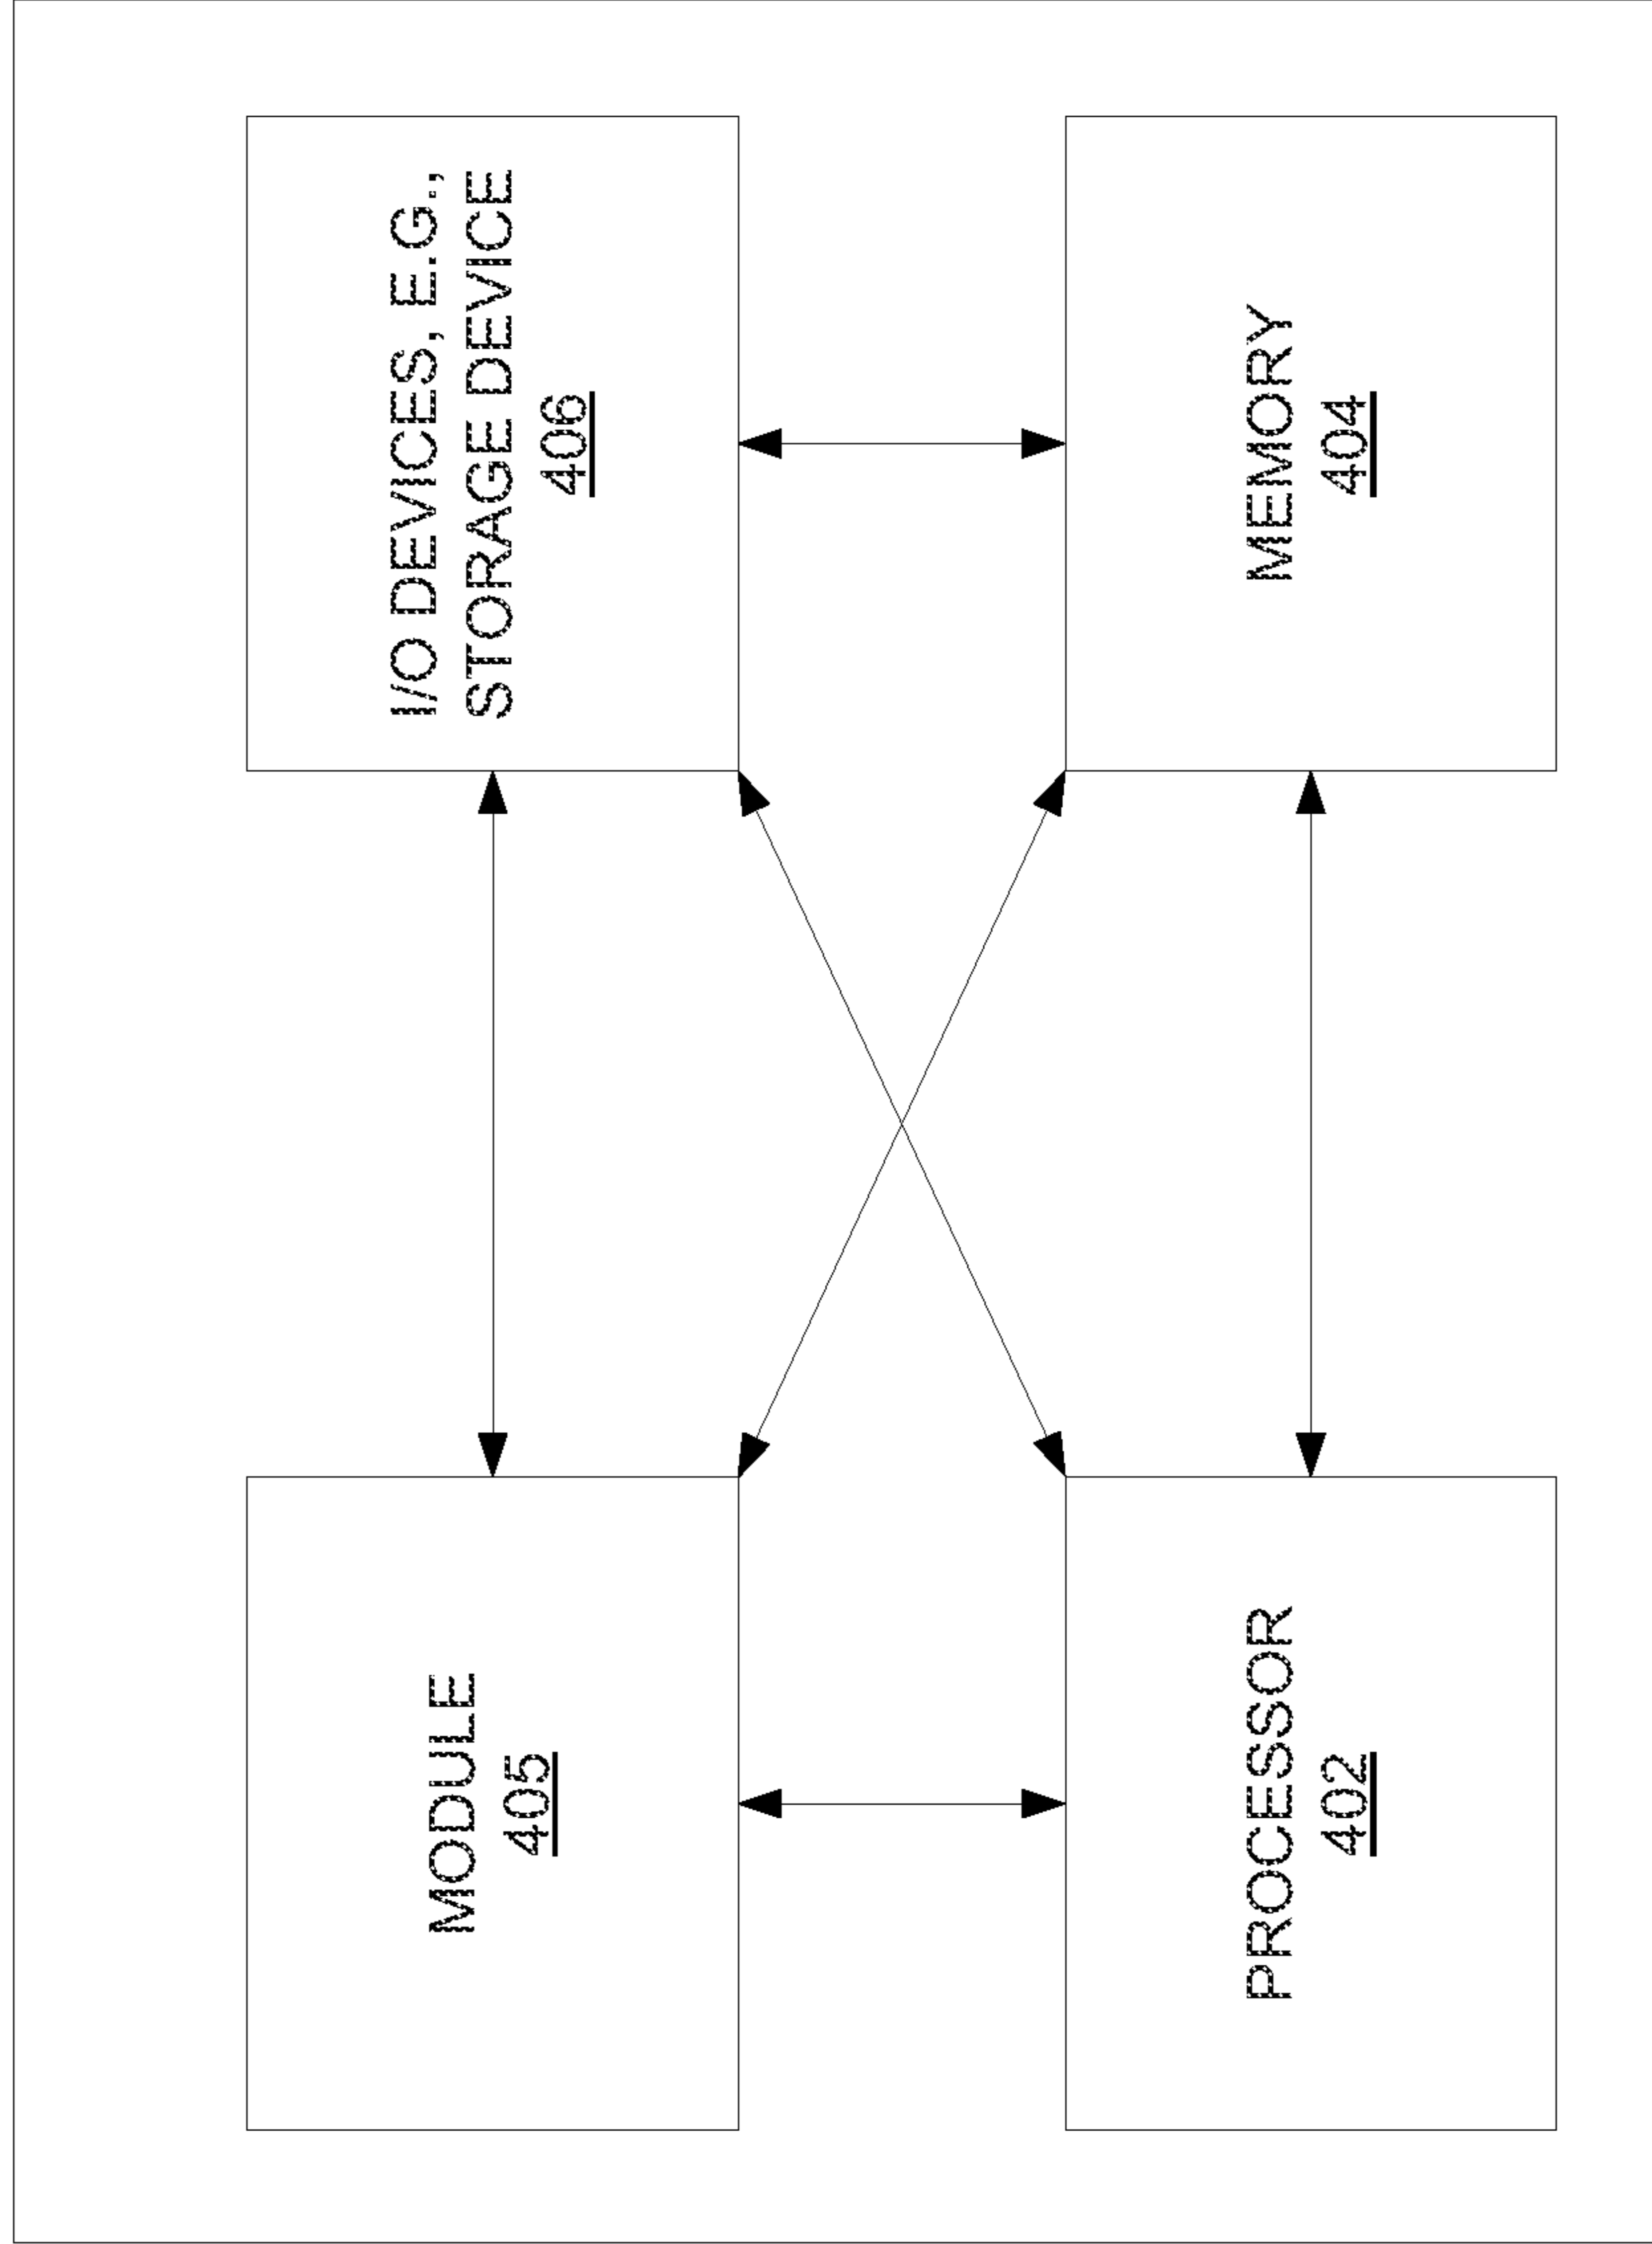 MODULE
405
I/O DEVICES, E.G.,
STORAGE DEVICE
406
PROCESSOR
402
MEMORY
404